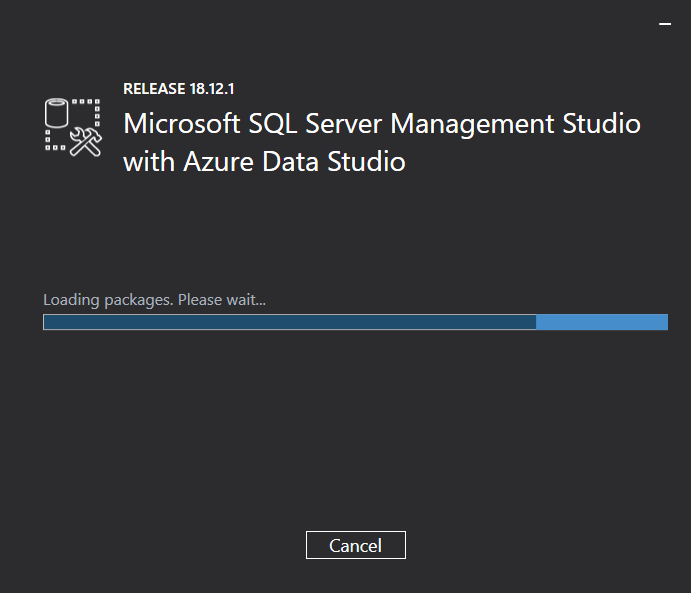 RELEASE 18.12.1
Microsoft SQL Server Management Studio
with Azure Data Studio
Loading packages. Please wait...
Cancel